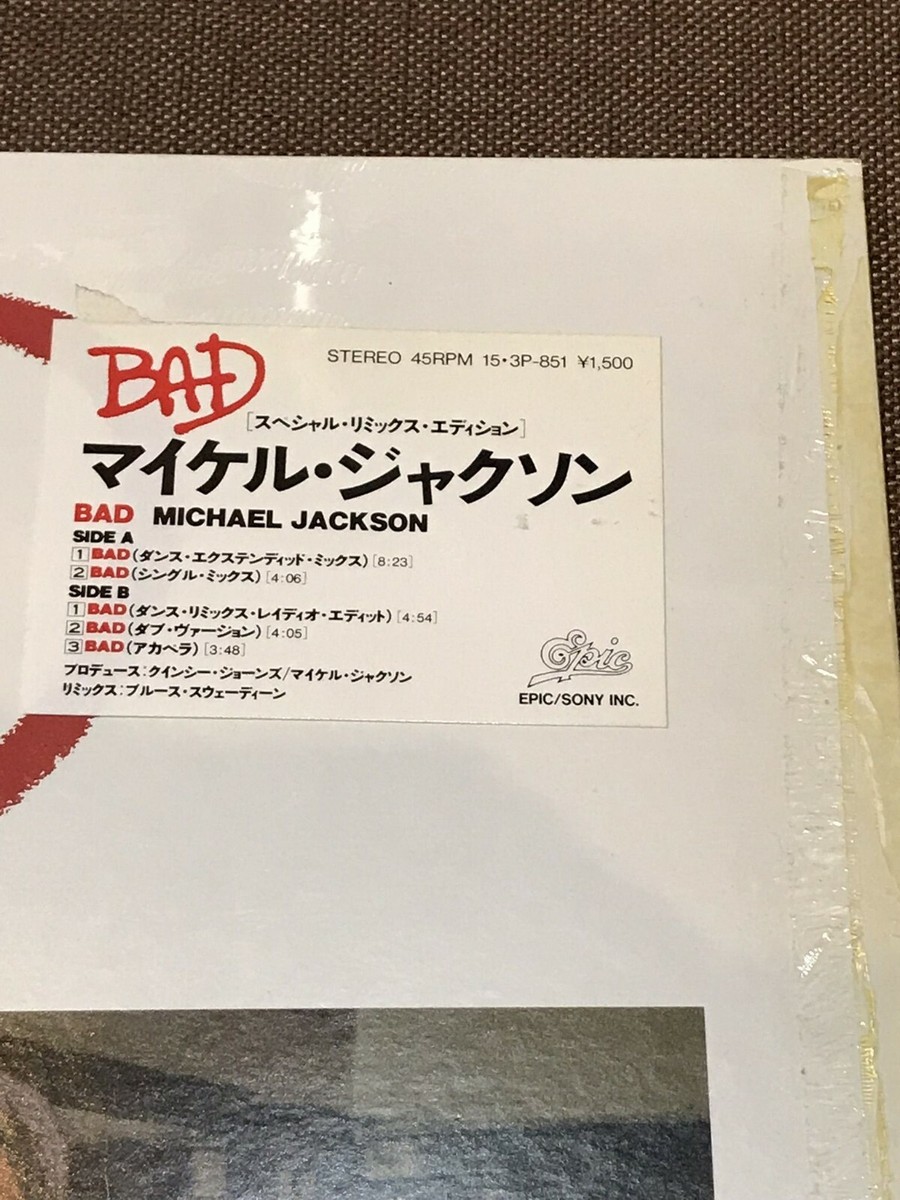 BAD
STEREO 45RPM 15・3P-851 ¥1,500
[スペシャル・リミックス・エディション]
マイケル・ジャクソン
BAD MICHAEL JACKSON
SIDE A
1 BAD(ダンス・エクステンディッド・ミックス)[8:23]
2 BAD(シングル・ミックス)[4:06]
SIDE B
1 BAD(ダンス・リミックス・レイディオ・エディット)[4:54]
2 BAD(ダブ・ヴァージョン)[4:05]
3 BAD(アカペラ)[3:48]
プロデュース:クインシー・ジョーンズ/マイケル・ジャクソン
リミックス:ブルース・スウェーディーン
Epic
EPIC/SONY INC.